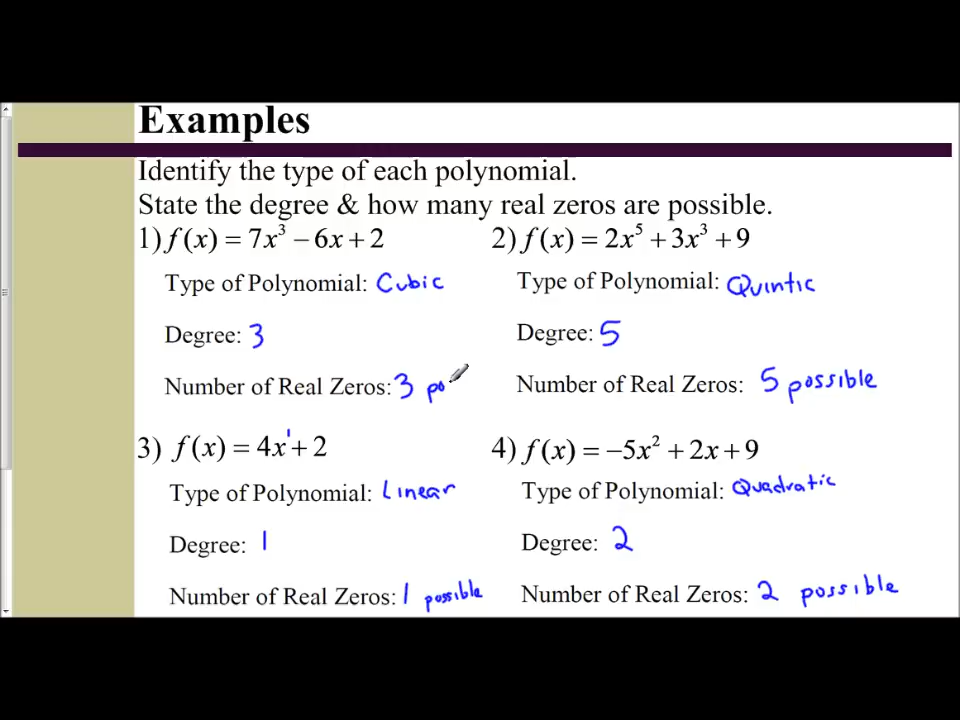 Examples
Identify the type of each polynomial.
State the degree & how many real zeros are possible.
1) f(x) = 7x³ − 6x + 2
Type of Polynomial: Cubic
Degree: 3
Number of Real Zeros: 3 po
2) f(x) = 2x⁵ + 3x³ + 9
Type of Polynomial: Quintic
Degree: 5
Number of Real Zeros: 5 possible
3) f(x) = 4x¹ + 2
Type of Polynomial: Linear
Degree: 1
Number of Real Zeros: 1 possible
4) f(x) = −5x² + 2x + 9
Type of Polynomial: Quadratic
Degree: 2
Number of Real Zeros: 2 possible